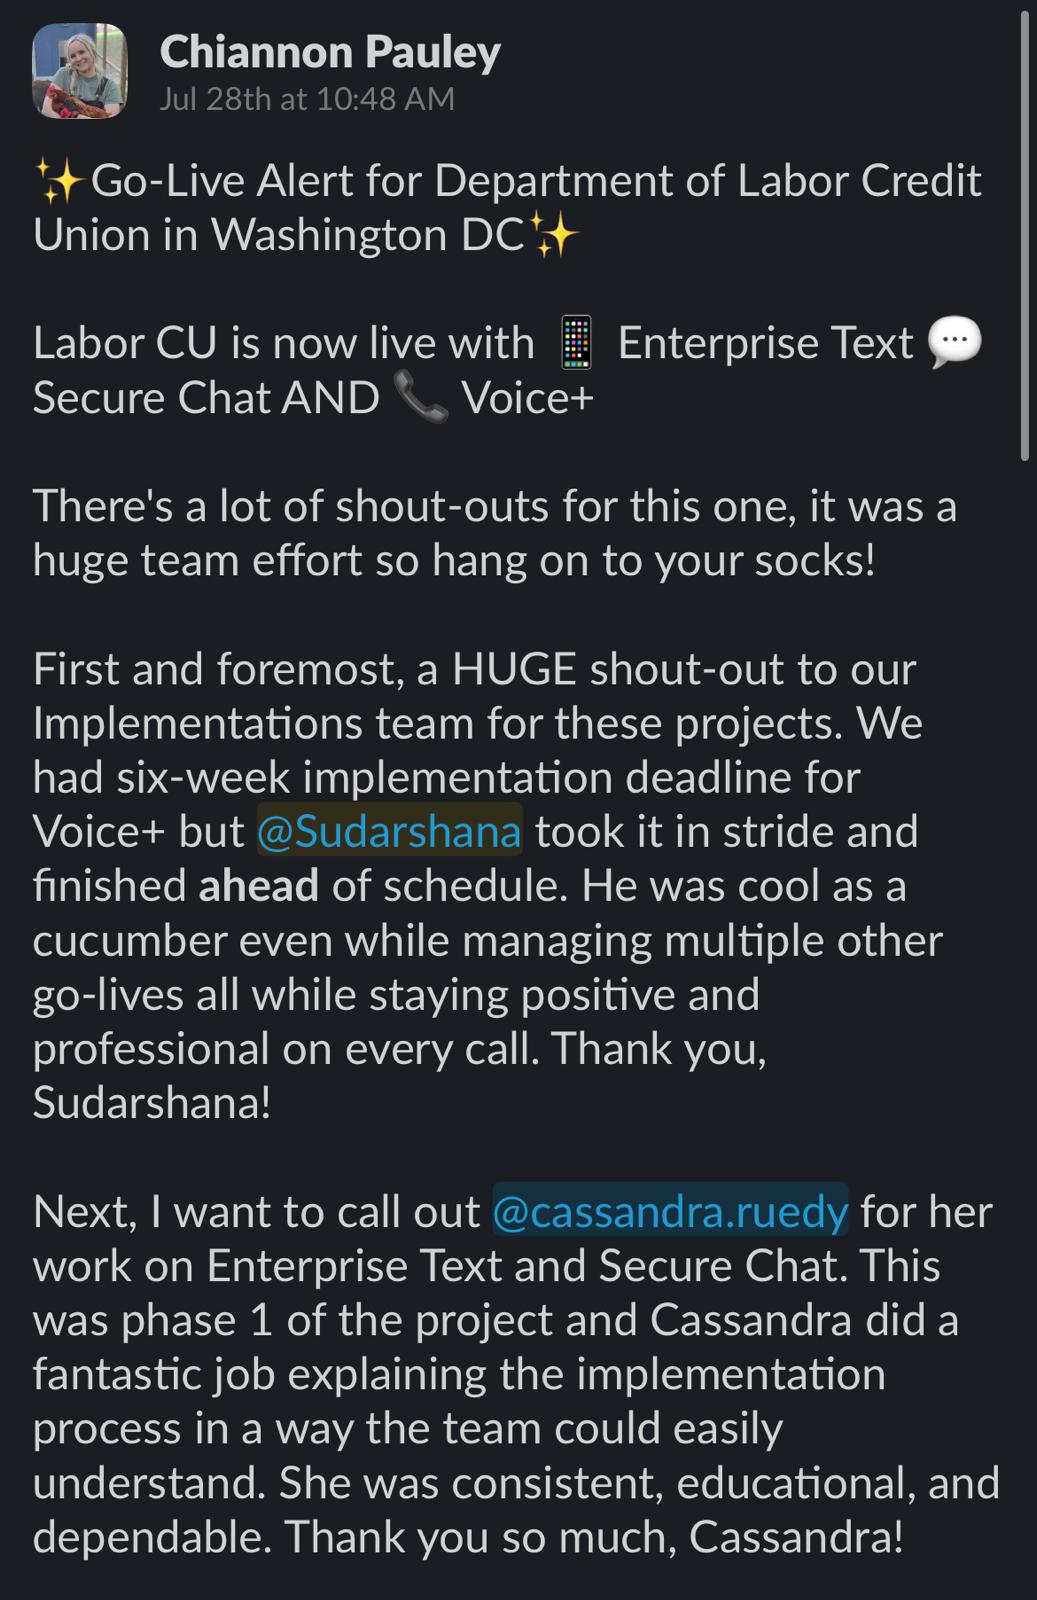 Chiannon Pauley
Jul 28th at 10:48 AM
✨Go-Live Alert for Department of Labor Credit
Union in Washington DC✨
Labor CU is now live with 📱 Enterprise Text 💬
Secure Chat AND 📞 Voice+
There's a lot of shout-outs for this one, it was a
huge team effort so hang on to your socks!
First and foremost, a HUGE shout-out to our
Implementations team for these projects. We
had six-week implementation deadline for
Voice+ but @Sudarshana took it in stride and
finished ahead of schedule. He was cool as a
cucumber even while managing multiple other
go-lives all while staying positive and
professional on every call. Thank you,
Sudarshana!
Next, I want to call out @cassandra.ruedy for her
work on Enterprise Text and Secure Chat. This
was phase 1 of the project and Cassandra did a
fantastic job explaining the implementation
process in a way the team could easily
understand. She was consistent, educational, and
dependable. Thank you so much, Cassandra!